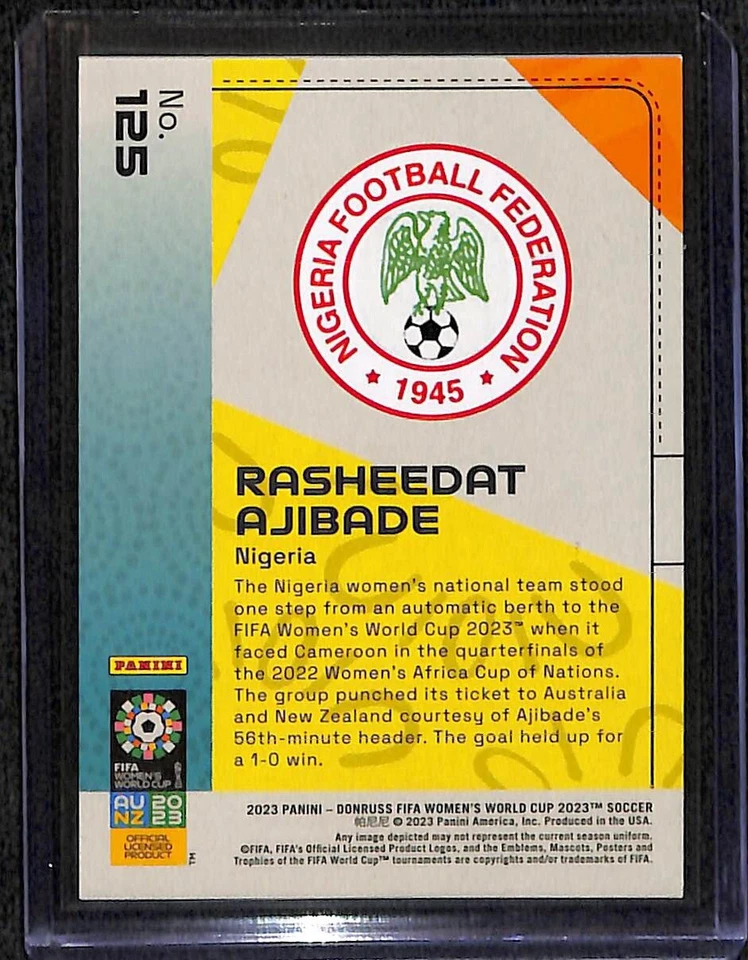 No.
125
NIGERIA FOOTBALL FEDERATION
★ 1945 ★
RASHEEDAT
AJIBADE
Nigeria
The Nigeria women's national team stood
one step from an automatic berth to the
FIFA Women's World Cup 2023™ when it
faced Cameroon in the quarterfinals of
the 2022 Women's Africa Cup of Nations.
The group punched its ticket to Australia
and New Zealand courtesy of Ajibade's
56th-minute header. The goal held up for
a 1-0 win.
PANINI
FIFA
WOMEN'S
WORLD CUP
AU 20
NZ 23
OFFICIAL
LICENSED
PRODUCT
TM
2023 PANINI – DONRUSS FIFA WOMEN'S WORLD CUP 2023™ SOCCER
帕尼尼 © 2023 Panini America, Inc. Produced in the USA.
Any image depicted may not represent the current season uniform.
©FIFA, FIFA's Official Licensed Product Logos, and the Emblems, Mascots, Posters and
Trophies of the FIFA World Cup™ tournaments are copyrights and/or trademarks of FIFA.